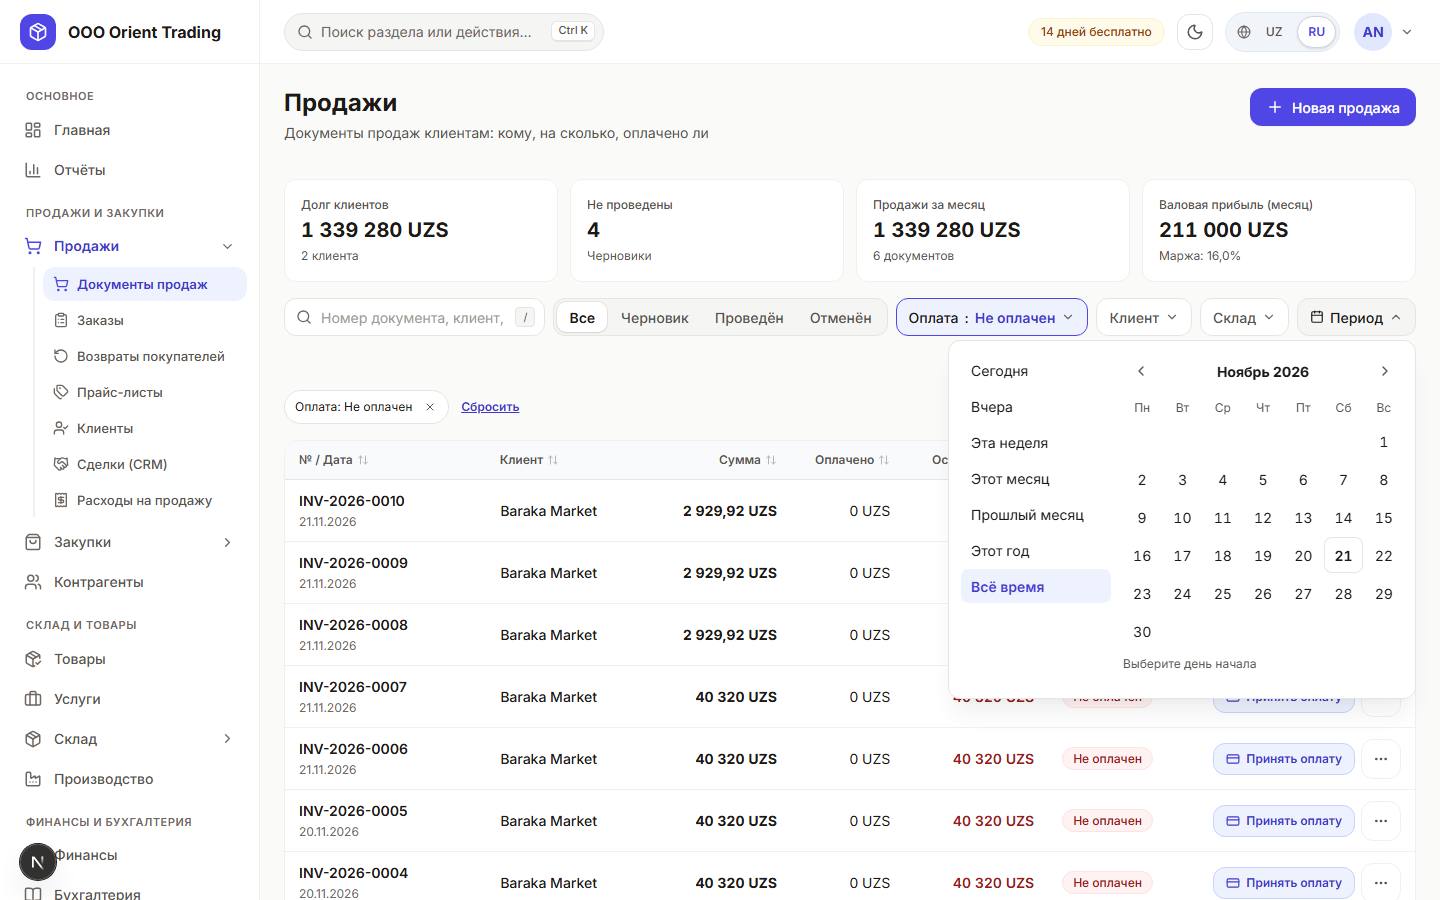 OOO Orient Trading
Поиск раздела или действия...
Ctrl K
14 дней бесплатно
UZ
RU
AN
ОСНОВНОЕ
Главная
Отчёты
ПРОДАЖИ И ЗАКУПКИ
Продажи
Документы продаж
Заказы
Возвраты покупателей
Прайс-листы
Клиенты
Сделки (CRM)
Расходы на продажу
Закупки
Контрагенты
СКЛАД И ТОВАРЫ
Товары
Услуги
Склад
Производство
ФИНАНСЫ И БУХГАЛТЕРИЯ
Финансы
Бухгалтерия
N
Продажи
Документы продаж клиентам: кому, на сколько, оплачено ли
Новая продажа
Долг клиентов
1 339 280 UZS
2 клиента
Не проведены
4
Черновики
Продажи за месяц
1 339 280 UZS
6 документов
Валовая прибыль (месяц)
211 000 UZS
Маржа: 16,0%
Номер документа, клиент,
/
Все
Черновик
Проведён
Отменён
Оплата : Не оплачен
Клиент
Склад
Период
Оплата: Не оплачен
Сбросить
Сегодня
Вчера
Эта неделя
Этот месяц
Прошлый месяц
Этот год
Всё время
Ноябрь 2026
Пн Вт Ср Чт Пт Сб Вс
1
2 3 4 5 6 7 8
9 10 11 12 13 14 15
16 17 18 19 20 21 22
23 24 25 26 27 28 29
30
Выберите день начала
№ / Дата Клиент Сумма Оплачено Ос
INV-2026-0010 Baraka Market 2 929,92 UZS 0 UZS
21.11.2026
INV-2026-0009 Baraka Market 2 929,92 UZS 0 UZS
21.11.2026
INV-2026-0008 Baraka Market 2 929,92 UZS 0 UZS
21.11.2026
INV-2026-0007 Baraka Market 40 320 UZS 0 UZS 40 320 UZS Не оплачен Принять оплату
21.11.2026
INV-2026-0006 Baraka Market 40 320 UZS 0 UZS 40 320 UZS Не оплачен Принять оплату
21.11.2026
INV-2026-0005 Baraka Market 40 320 UZS 0 UZS 40 320 UZS Не оплачен Принять оплату
20.11.2026
INV-2026-0004 Baraka Market 40 320 UZS 0 UZS 40 320 UZS Не оплачен Принять оплату
20.11.2026